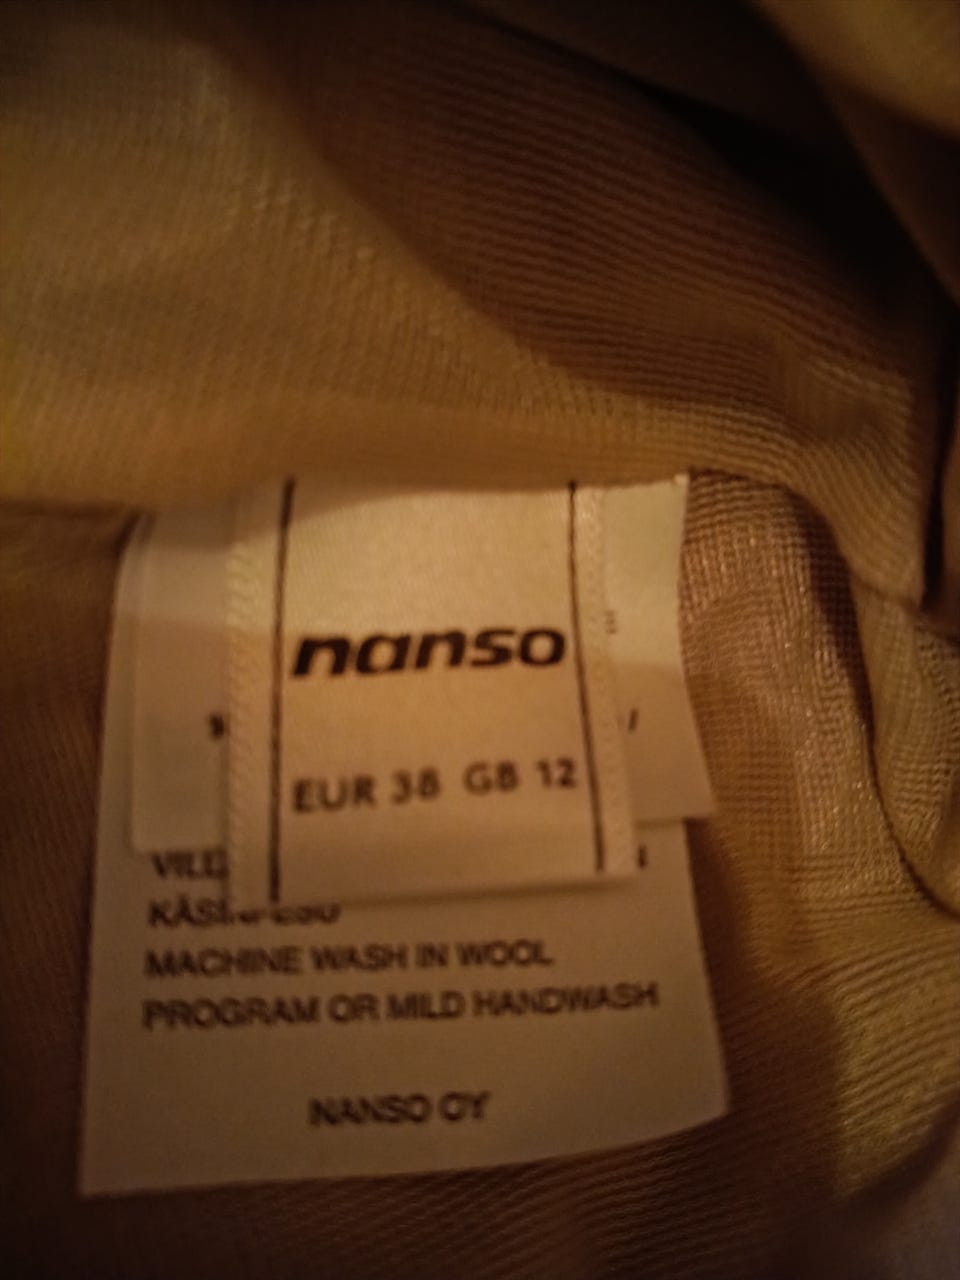 nanso
EUR 38 GB 12
MACHINE WASH IN WOOL
PROGRAM OR MILD HANDWASH
NANSO OY